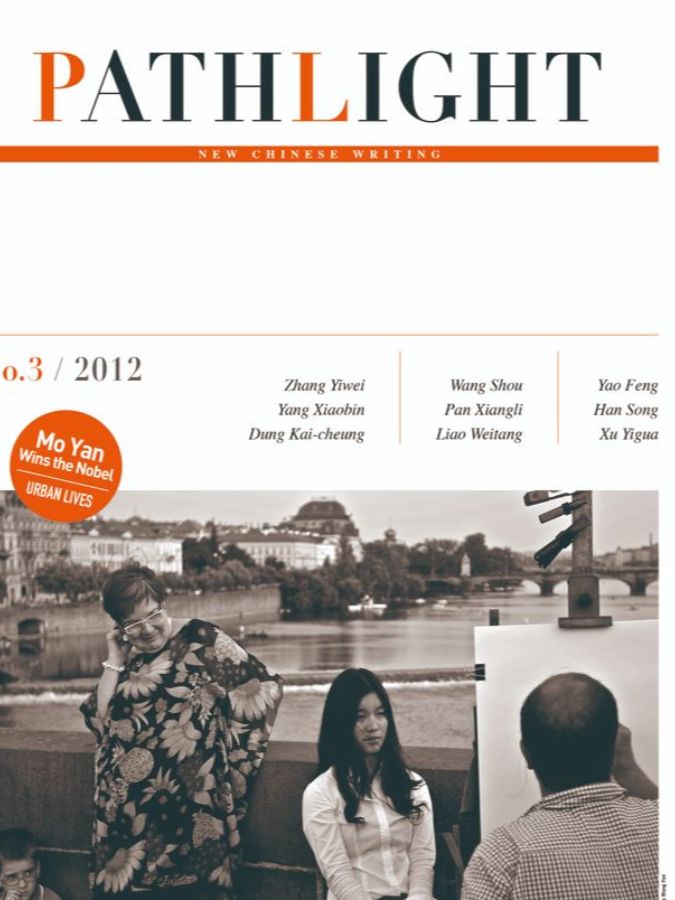 PATHLIGHT
NEW CHINESE WRITING
o.3 / 2012
Zhang Yiwei
Yang Xiaobin
Dung Kai-cheung
Wang Shou
Pan Xiangli
Liao Weitang
Yao Feng
Han Song
Xu Yigua
Mo Yan
Wins the Nobel
URBAN LIVES